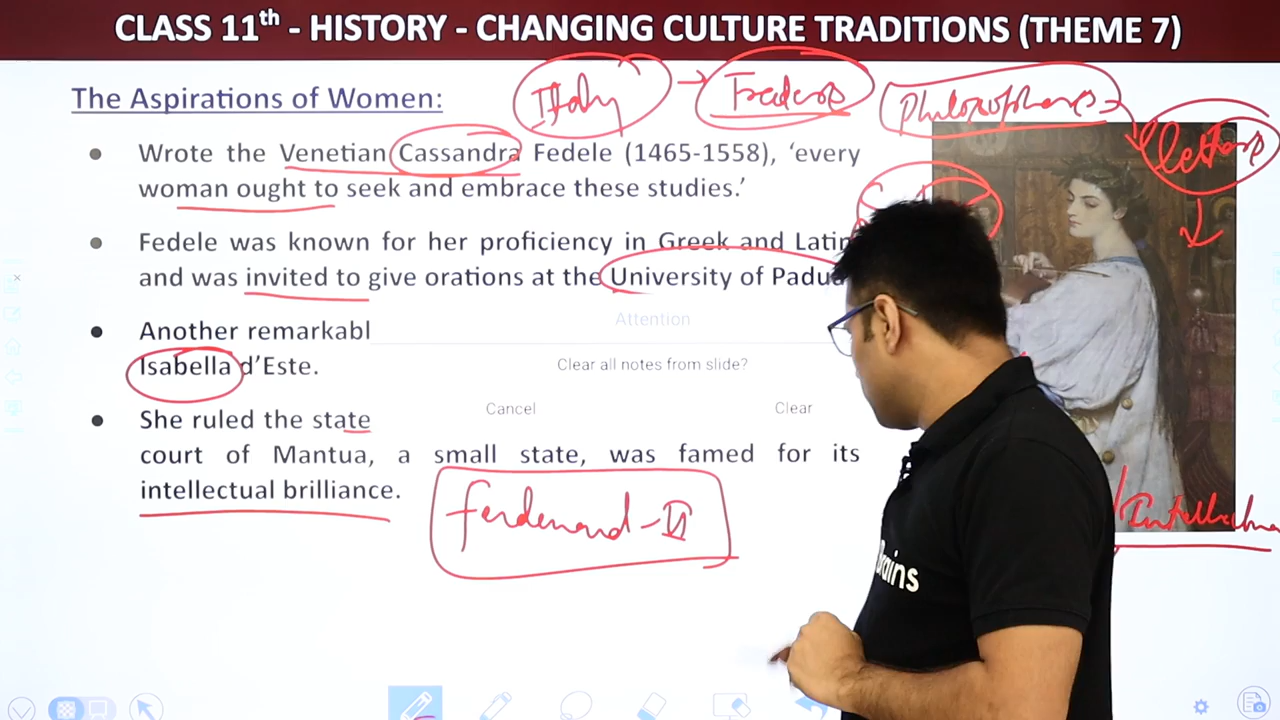 CLASS 11th - HISTORY - CHANGING CULTURE TRADITIONS (THEME 7)
The Aspirations of Women:
Italy
Philosophers
letters
• Wrote the Venetian Cassandra Fedele (1465-1558), ‘every
woman ought to seek and embrace these studies.’
• Fedele was known for her proficiency in Greek and Latin
and was invited to give orations at the University of Padua
Attention
• Another remarkabl
Clear all notes from slide?
Isabella d’Este.
Cancel
Clear
• She ruled the state
court of Mantua, a small state, was famed for its
intellectual brilliance.
ferdenand - II
rains